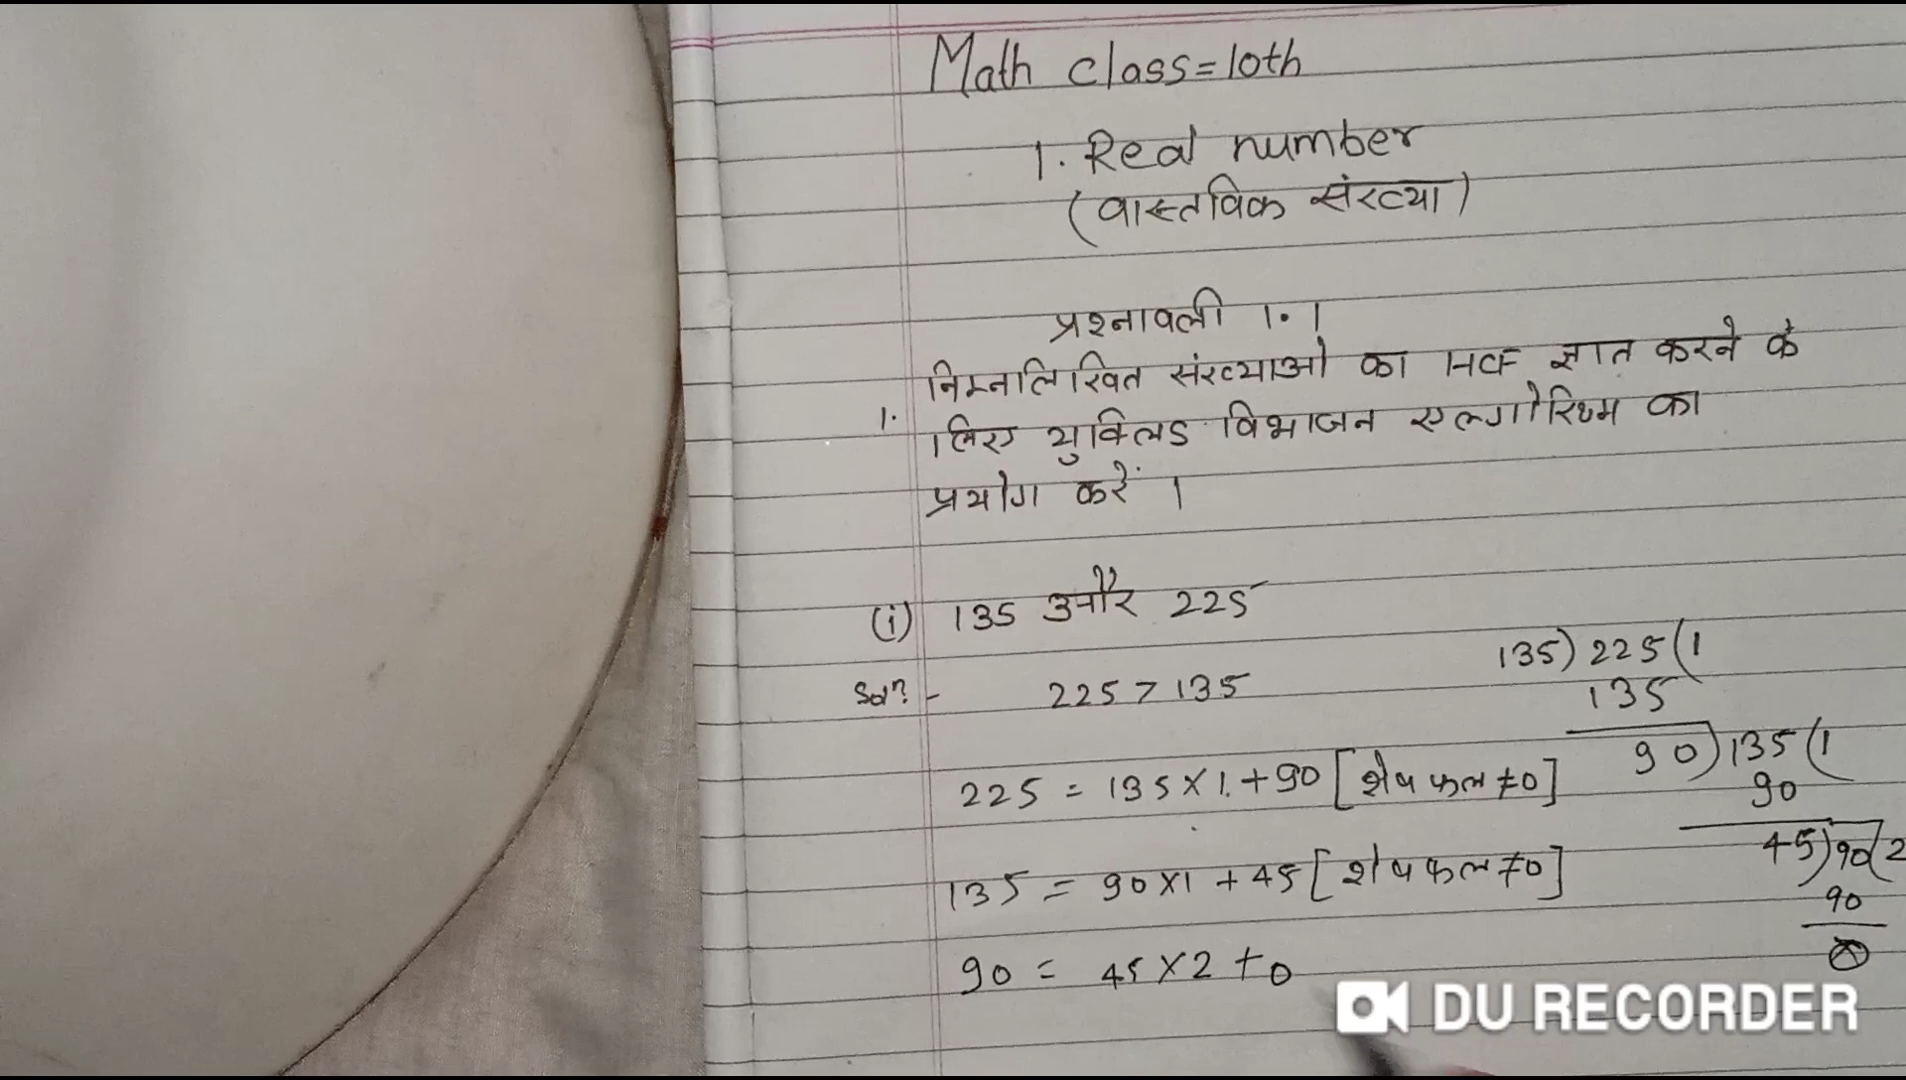 Math class=10th
1. Real number
(वास्तविक संख्या)
प्रश्नावली 1.1
1. निम्नलिखित संख्याओ का HCF ज्ञात करने के
लिए युक्लिड विभाजन एल्गोरिथ्म का
प्रयोग करें ।
(i) 135 और 225
Solⁿ:- 225 > 135
225 = 135 × 1 + 90 [शेषफल ≠0]
135 = 90 ×1 + 45 [शेषफल ≠0]
90 = 45 × 2 + 0
135) 225 (1
135
90) 135 (1
90
45) 90 (2
90
0
DU RECORDER